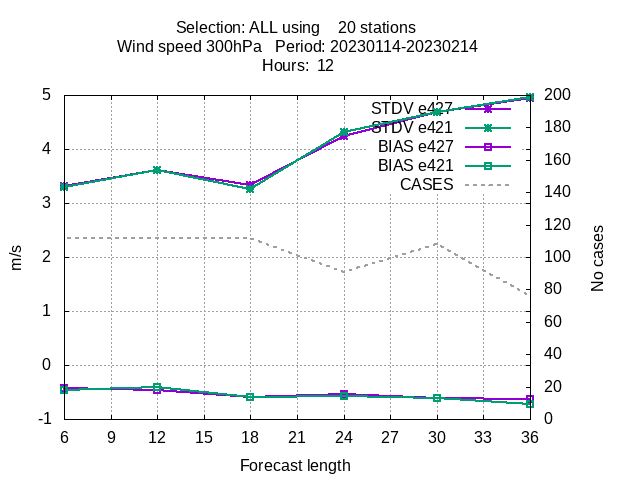 Selection: ALL using 20 stations
Wind speed 300hPa Period: 20230114-20230214
Hours: 12
STDV e427
STDV e421
BIAS e427
BIAS e421
CASES
5
4
3
2
1
0
-1
m/s
200
180
160
140
120
100
80
60
40
20
0
No cases
6 9 12 15 18 21 24 27 30 33 36
Forecast length